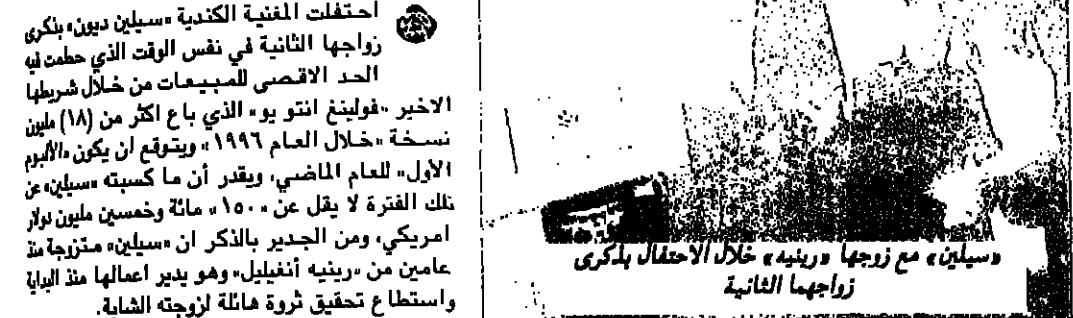 احتفلت المغنية الكندية «سيلين ديون» بذكرى
زواجها الثانية في نفس الوقت الذي حطمت فيه
الحد الاقصى للمبيعات من خلال شريطها
الاخير «فولينغ انتو يو» الذي باع اكثر من (١٨) مليون
نسخة «خلال العام ١٩٩٦» ويتوقع ان يكون «الألبوم
الأول» للعام الماضي، ويقدر أن ما كسبته «سيلين» عن
تلك الفترة لا يقل عن «١٥٠» مائة وخمسين مليون دولار
امريكي، ومن الجدير بالذكر ان «سيلين» متزوجة منذ
عامين من «رينيه أنغيليل» وهو يدير اعمالها منذ البداية
واستطاع تحقيق ثروة هائلة لزوجته الشابة.
«سيلين» مع زوجها «رينيه» خلال الاحتفال بذكرى
زواجهما الثانية